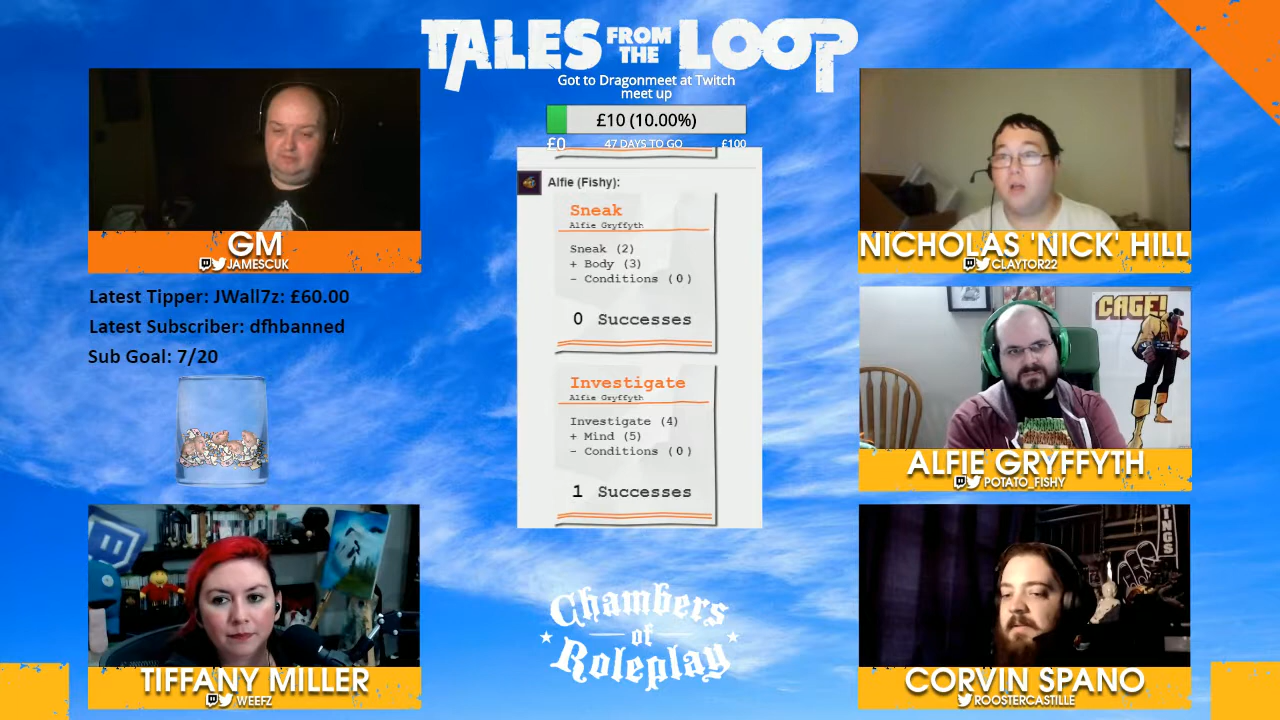 TALES FROM THE LOOP
Got to Dragonmeet at Twitch
meet up
£10 (10.00%)
£0 47 DAYS TO GO £100
GM
JAMESCUK
Latest Tipper: JWall7z: £60.00
Latest Subscriber: dfhbanned
Sub Goal: 7/20
TIFFANY MILLER
WEEFZ
Alfie (Fishy):
Sneak
Alfie Gryffyth
Sneak (2)
+ Body (3)
- Conditions (0)
0 Successes
Investigate
Alfie Gryffyth
Investigate (4)
+ Mind (5)
- Conditions (0)
1 Successes
Chambers
of
Roleplay
NICHOLAS 'NICK' HILL
CLAYTOR22
CAGE!
ALFIE GRYFFYTH
POTATO_FISHY
INGS
CORVIN SPANO
ROOSTERCASTILLE